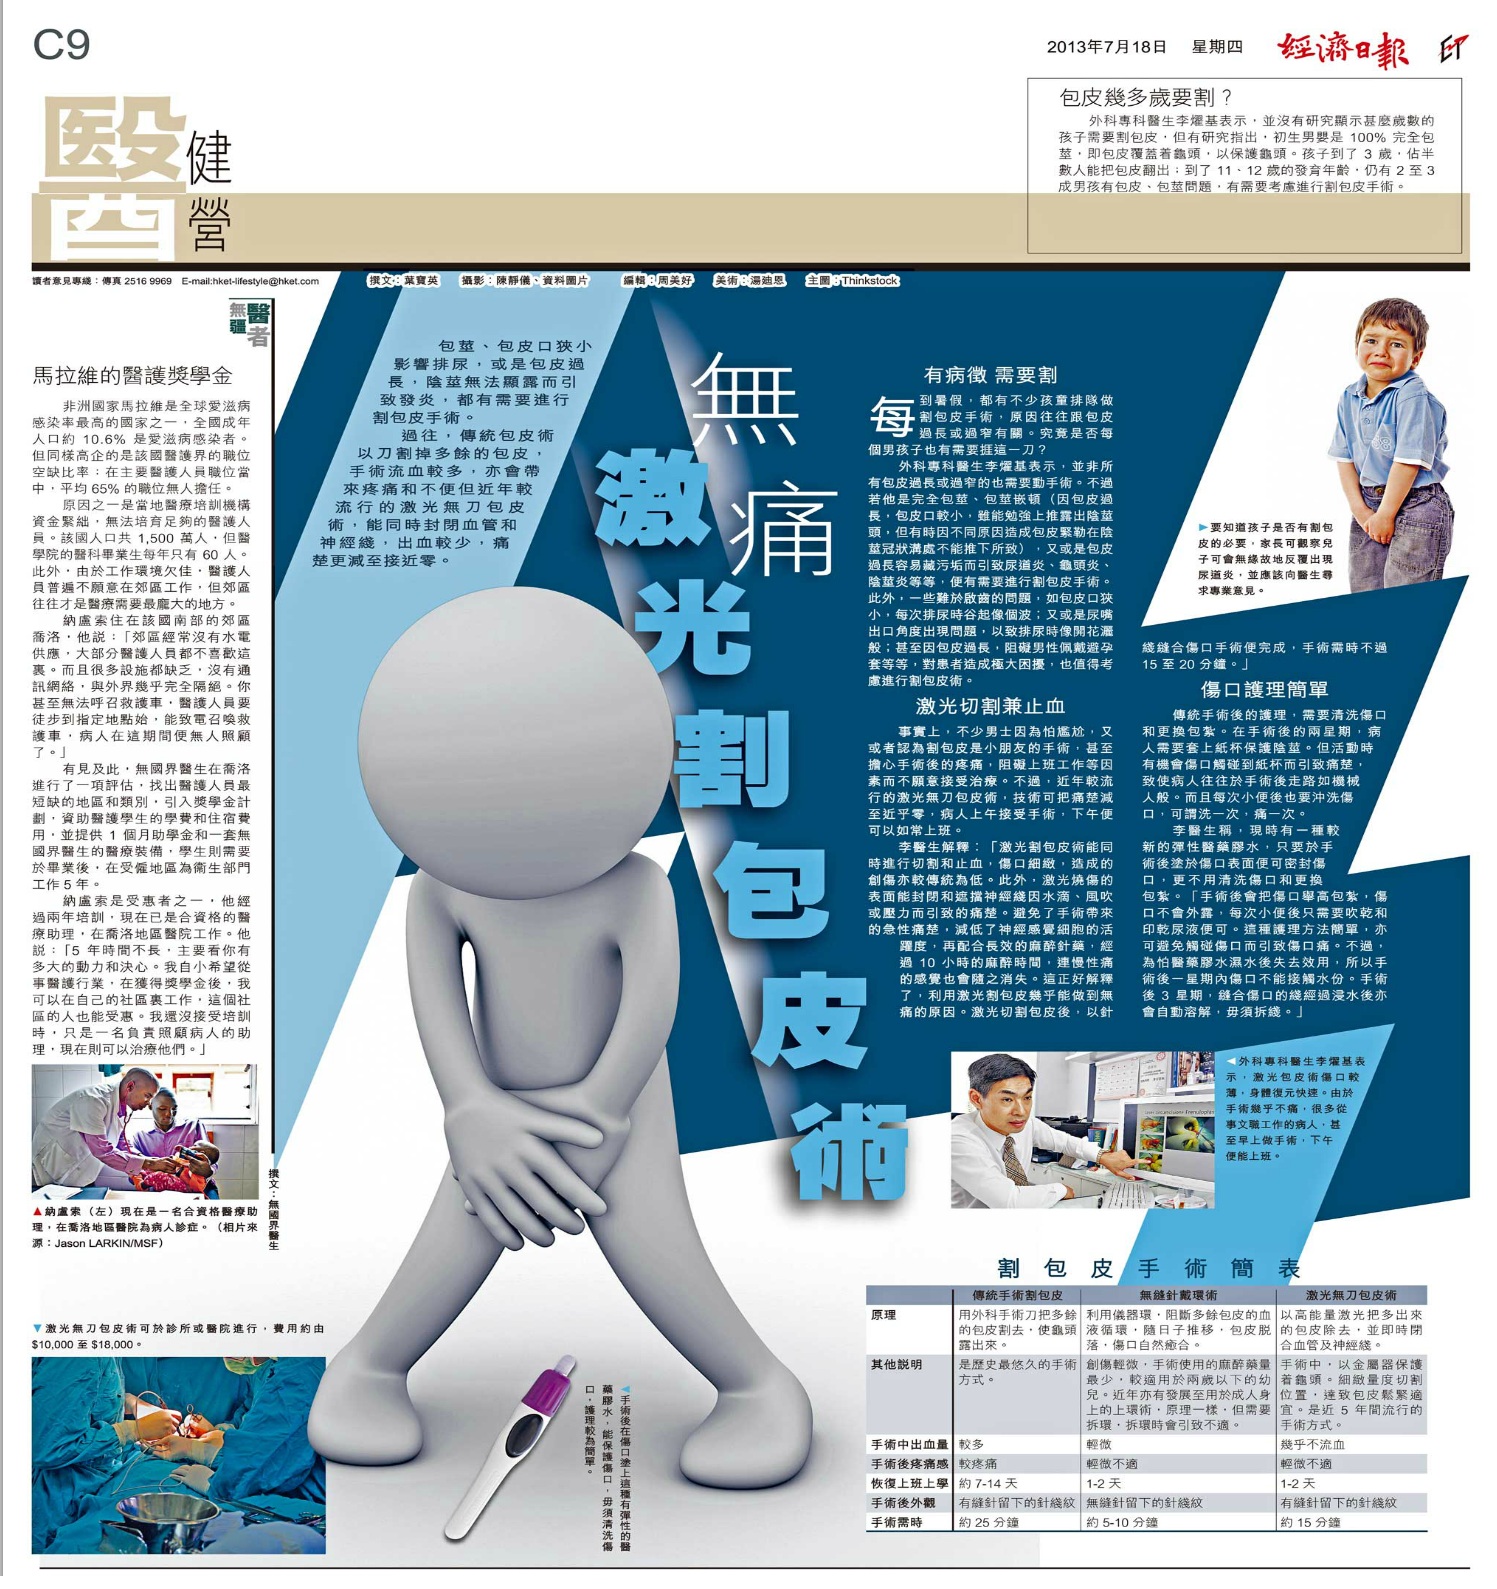 C9
2013年7月18日 星期四 經濟日報
醫
健營
包皮幾多歲要割？
外科專科醫生李燿基表示，並沒有研究顯示甚麼歲數的
孩子需要割包皮，但有研究指出，初生男嬰是 100% 完全包
莖，即包皮覆蓋着龜頭，以保護龜頭。孩子到了 3 歲，佔半
數人能把包皮翻出；到了 11、12 歲的發育年齡，仍有 2 至 3
成男孩有包皮、包莖問題，有需要考慮進行割包皮手術。
讀者意見專綫：傳真 2516 9969 E-mail:hket-lifestyle@hket.com
撰文：葉寶英 攝影：陳靜儀、資料圖片 編輯：周美好 美術：湯迪恩 主圖：Thinkstock
醫者
無疆
馬拉維的醫護獎學金
非洲國家馬拉維是全球愛滋病
感染率最高的國家之一，全國成年
人口約 10.6% 是愛滋病感染者。
但同樣高企的是該國醫護界的職位
空缺比率：在主要醫護人員職位當
中，平均 65% 的職位無人擔任。
原因之一是當地醫療培訓機構
資金緊絀，無法培育足夠的醫護人
員。該國人口共 1,500 萬人，但醫
學院的醫科畢業生每年只有 60 人。
此外，由於工作環境欠佳，醫護人
員普遍不願意在郊區工作，但郊區
往往才是醫療需要最龐大的地方。
納盧索住在該國南部的郊區
喬洛，他説：「郊區經常沒有水電
供應，大部分醫護人員都不喜歡這
裏。而且很多設施都缺乏，沒有通
訊網絡，與外界幾乎完全隔絕。你
甚至無法呼召救護車，醫護人員要
徒步到指定地點始，能致電召喚救
護車，病人在這期間便無人照顧
了。」
有見及此，無國界醫生在喬洛
進行了一項評估，找出醫護人員最
短缺的地區和類別，引入獎學金計
劃，資助醫護學生的學費和住宿費
用，並提供 1 個月助學金和一套無
國界醫生的醫療裝備，學生則需要
於畢業後，在受僱地區為衞生部門
工作 5 年。
納盧索是受惠者之一，他經
過兩年培訓，現在已是合資格的醫
療助理，在喬洛地區醫院工作。他
説：「5 年時間不長，主要看你有
多大的動力和決心。我自小希望從
事醫護行業，在獲得獎學金後，我
可以在自己的社區裏工作，這個社
區的人也能受惠。我還沒接受培訓
時，只是一名負責照顧病人的助
理，現在則可以治療他們。」
撰文：無國界醫生
▲納盧索（左）現在是一名合資格醫療助
理，在喬洛地區醫院為病人診症。（相片來
源：Jason LARKIN/MSF）
▼激光無刀包皮術可於診所或醫院進行，費用約由
$10,000 至 $18,000。
包莖、包皮口狹小
影響排尿，或是包皮過
長，陰莖無法顯露而引
致發炎，都有需要進行
割包皮手術。
過往，傳統包皮術
以刀割掉多餘的包皮，
手術流血較多，亦會帶
來疼痛和不便但近年較
流行的激光無刀包皮
術，能同時封閉血管和
神經綫，出血較少，痛
楚更減至接近零。
無痛
激光割包皮術
有病徵 需要割
每到暑假，都有不少孩童排隊做
割包皮手術，原因往往跟包皮
過長或過窄有關。究竟是否每
個男孩子也有需要捱這一刀？
外科專科醫生李燿基表示，並非所
有包皮過長或過窄的也需要動手術。不過
若他是完全包莖、包莖嵌頓（因包皮過
長，包皮口較小，雖能勉強上推露出陰莖
頭，但有時因不同原因造成包皮緊勒在陰
莖冠狀溝處不能推下所致），又或是包皮
過長容易藏污垢而引致尿道炎、龜頭炎、
陰莖炎等等，便有需要進行割包皮手術。
此外，一些難於啟齒的問題，如包皮口狹
小，每次排尿時谷起像個波；又或是尿嘴
出口角度出現問題，以致排尿時像開花灑
般；甚至因包皮過長，阻礙男性佩戴避孕
套等等，對患者造成極大困擾，也值得考
慮進行割包皮術。
激光切割兼止血
事實上，不少男士因為怕尷尬，又
或者認為割包皮是小朋友的手術，甚至
擔心手術後的疼痛，阻礙上班工作等因
素而不願意接受治療。不過，近年較流
行的激光無刀包皮術，技術可把痛楚減
至近乎零，病人上午接受手術，下午便
可以如常上班。
李醫生解釋：「激光割包皮術能同
時進行切割和止血，傷口細緻，造成的
創傷亦較傳統為低。此外，激光燒傷的
表面能封閉和遮擋神經綫因水滴、風吹
或壓力而引致的痛楚。避免了手術帶來
的急性痛楚，減低了神經感覺細胞的活
躍度，再配合長效的麻醉針藥，經
過 10 小時的麻醉時間，連慢性痛
的感覺也會隨之消失。這正好解釋
了，利用激光割包皮幾乎能做到無
痛的原因。激光切割包皮後，以針
綫縫合傷口手術便完成，手術需時不過
15 至 20 分鐘。」
傷口護理簡單
傳統手術後的護理，需要清洗傷口
和更換包紮。在手術後的兩星期，病
人需要套上紙杯保護陰莖。但活動時
有機會傷口觸碰到紙杯而引致痛楚，
致使病人往往於手術後走路如機械
人般。而且每次小便後也要沖洗傷
口，可謂洗一次，痛一次。
李醫生稱，現時有一種較
新的彈性醫藥膠水，只要於手
術後塗於傷口表面便可密封傷
口，更不用清洗傷口和更換
包紮。「手術後會把傷口舉高包紮，傷
口不會外露，每次小便後只需要吹乾和
印乾尿液便可。這種護理方法簡單，亦
可避免觸碰傷口而引致傷口痛。不過，
為怕醫藥膠水濕水後失去效用，所以手
術後一星期內傷口不能接觸水份。手術
後 3 星期，縫合傷口的綫經過浸水後亦
會自動溶解，毋須拆綫。」
▶要知道孩子是否有割包
皮的必要，家長可觀察兒
子可會無緣故地反覆出現
尿道炎，並應該向醫生尋
求專業意見。
◀外科專科醫生李燿基表
示，激光包皮術傷口較
薄，身體復元快速。由於
手術幾乎不痛，很多從
事文職工作的病人，甚
至早上做手術，下午
便能上班。
◀手術後在傷口塗上這種有彈性的醫
藥膠水，能保護傷口，毋須清洗傷
口，護理較為簡單。
割包皮手術簡表
傳統手術割包皮 無縫針戴環術 激光無刀包皮術
原理 用外科手術刀把多餘 利用儀器環，阻斷多餘包皮的血 以高能量激光把多出來
的包皮割去，使龜頭 液循環，隨日子推移，包皮脫 的包皮除去，並即時閉
露出來。 落，傷口自然癒合。 合血管及神經綫。
其他説明 是歷史最悠久的手術 創傷輕微，手術使用的麻醉藥量 手術中，以金屬器保護
方式。 最少，較適用於兩歲以下的幼 着龜頭。細緻量度切割
兒。近年亦有發展至用於成人身 位置，達致包皮鬆緊適
上的上環術，原理一樣，但需要 宜。是近 5 年間流行的
拆環，拆環時會引致不適。 手術方式。
手術中出血量 較多 輕微 幾乎不流血
手術後疼痛感 較疼痛 輕微不適 輕微不適
恢復上班上學 約 7-14 天 1-2 天 1-2 天
手術後外觀 有縫針留下的針綫紋 無縫針留下的針綫紋 有縫針留下的針綫紋
手術需時 約 25 分鐘 約 5-10 分鐘 約 15 分鐘